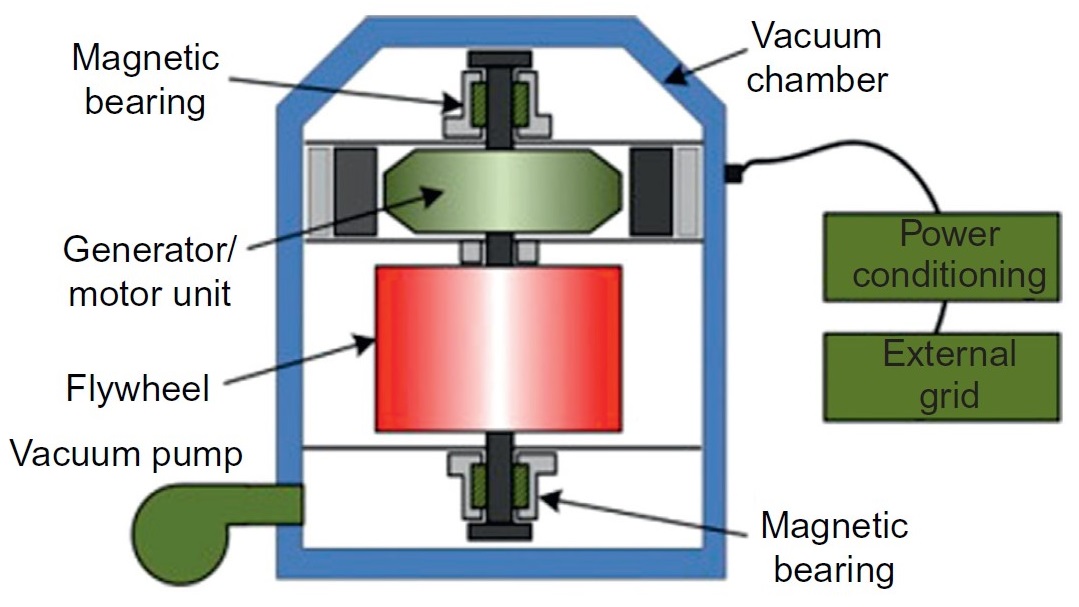 Magnetic
bearing
Vacuum
chamber
Generator/
motor unit
Power
conditioning
Flywheel
External
grid
Vacuum pump
Magnetic
bearing